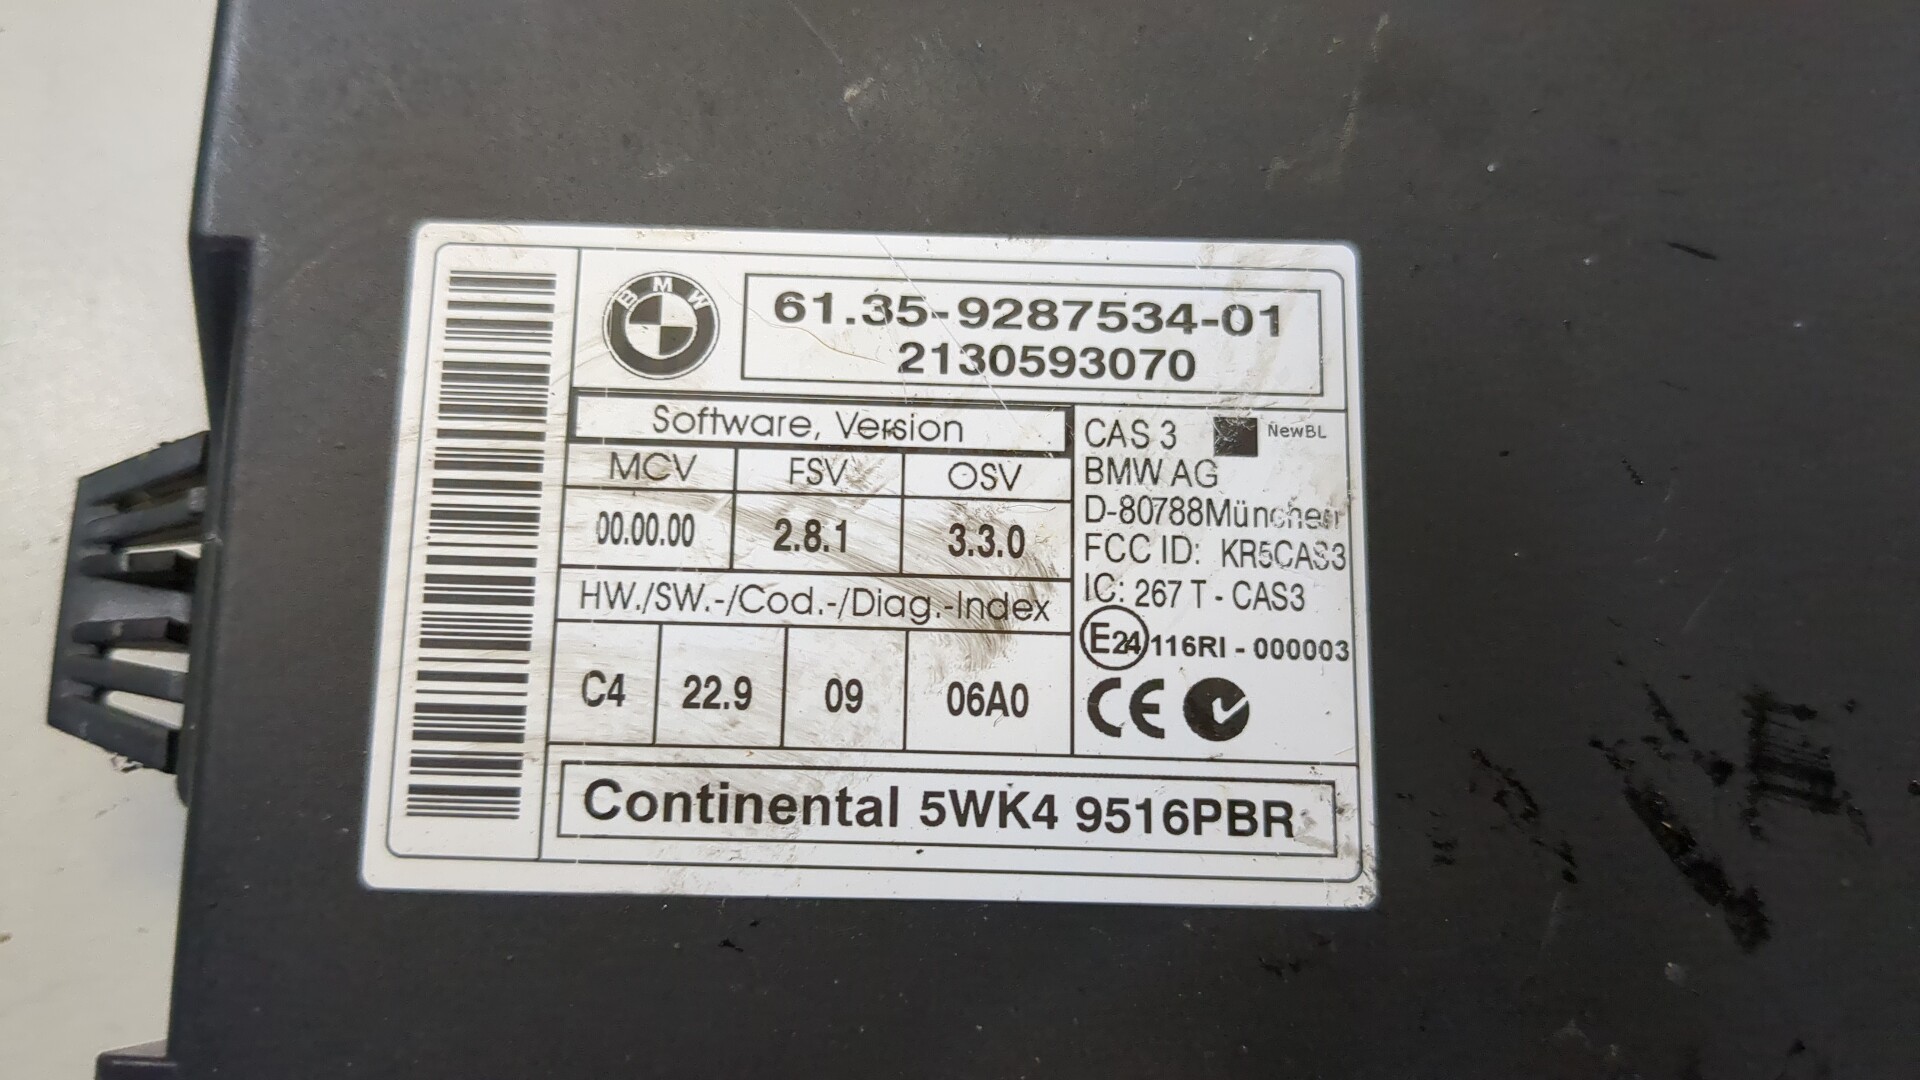 BMW
61.35-9287534-01
2130593070
Software, Version
MCV FSV OSV
00.00.00 2.8.1 3.3.0
HW./SW.-/Cod.-/Diag.-Index
C4 22.9 09 06A0
CAS 3 NewBL
BMW AG
D-80788München
FCC ID: KR5CAS3
IC: 267 T - CAS3
E24 116RI - 000003
CE
Continental 5WK4 9516PBR